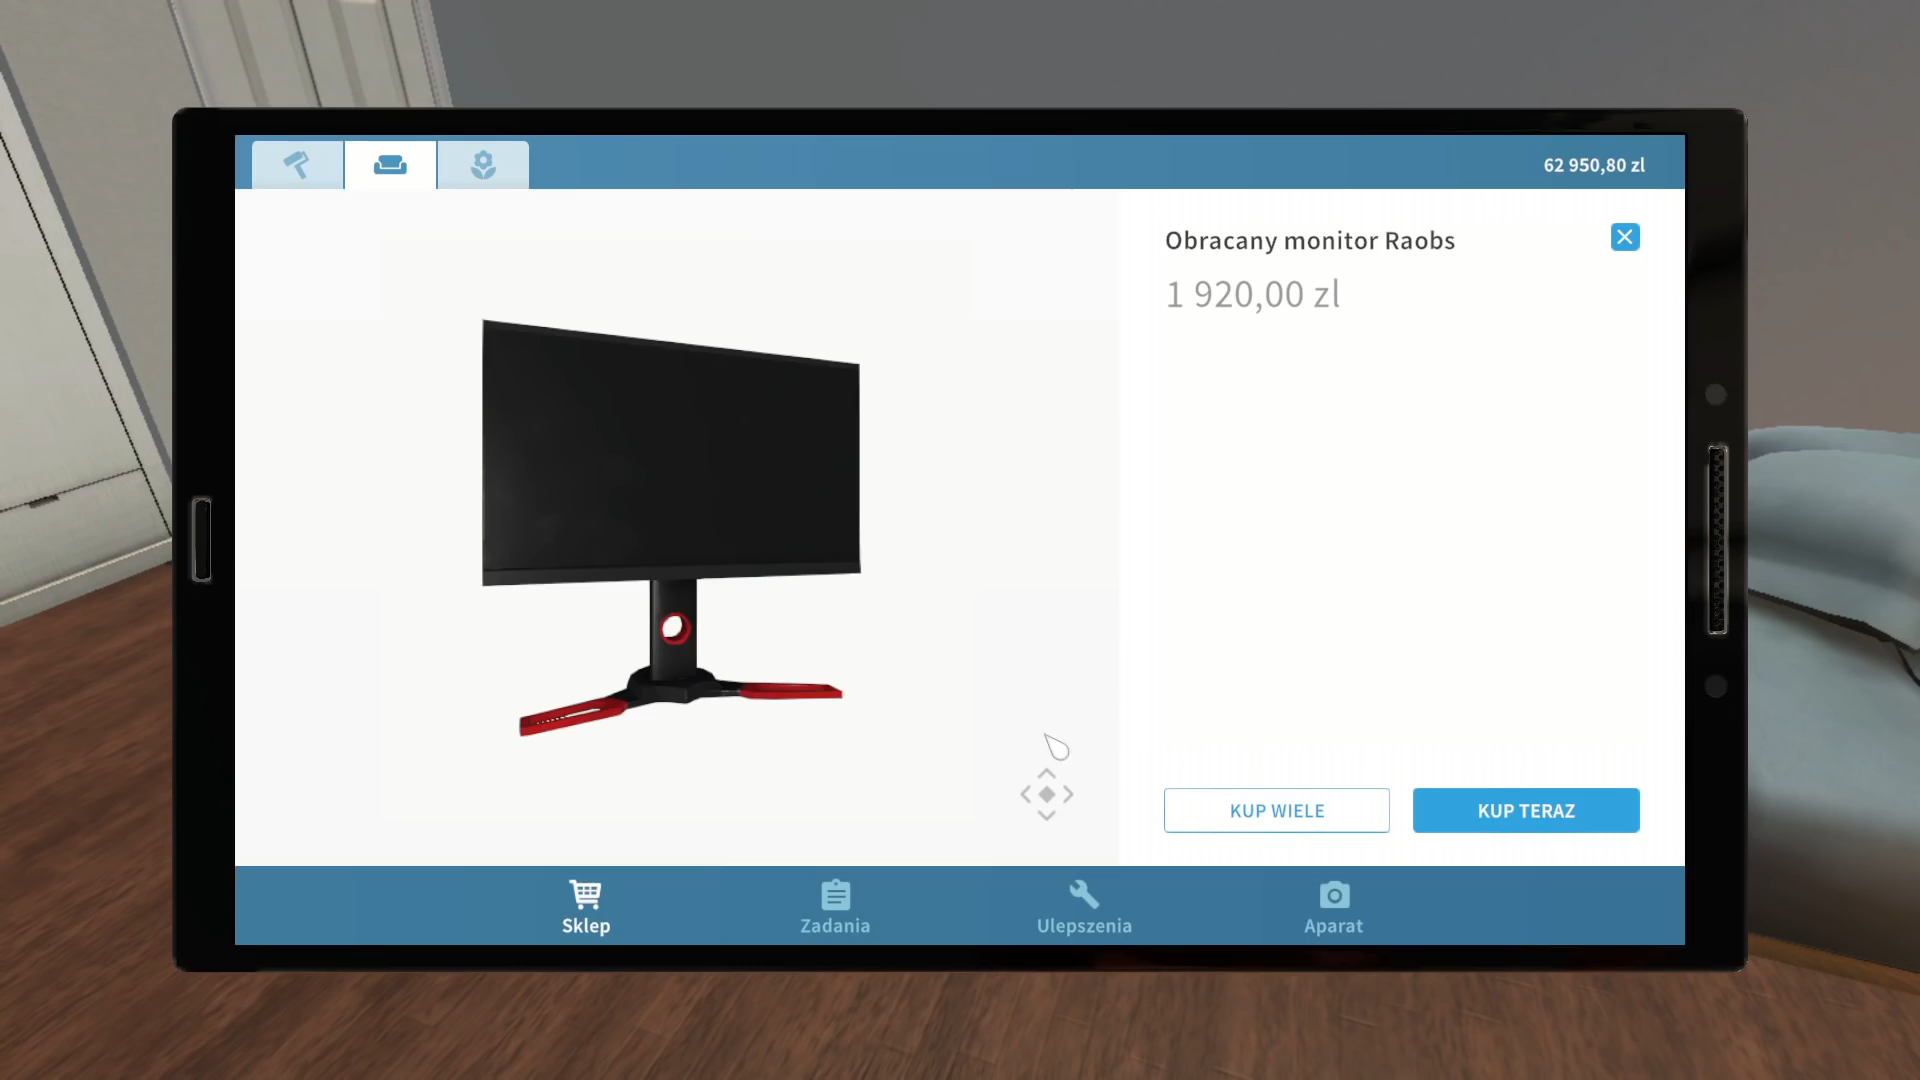 62 950,80 zl
Obracany monitor Raobs
1 920,00 zl
KUP WIELE
KUP TERAZ
Sklep
Zadania
Ulepszenia
Aparat